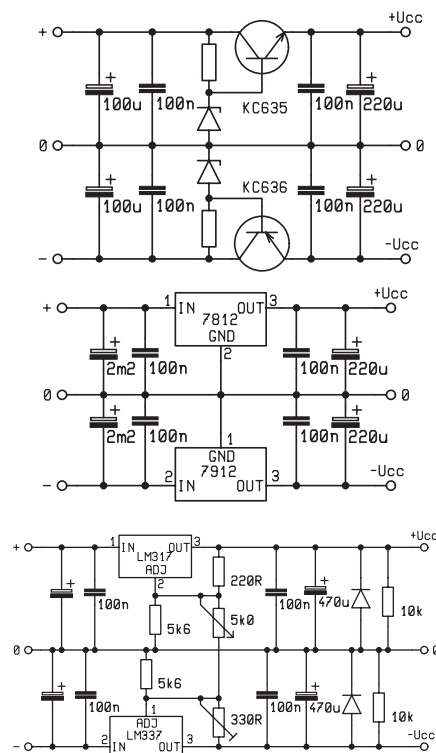 + +Ucc
100u 100n KC635 100n 220u
0 0
100u 100n KC636 100n 220u
- -Ucc
+ 1 IN OUT 3 +Ucc
7812
GND
2
2m2 100n 100n 220u
0 0
2m2 100n 1 100n 220u
GND
7912
- 2 IN OUT 3 -Ucc
+ 1 IN OUT 3 +Ucc
LM317
ADJ
2 220R
100n 5k6 5k0 100n 470u 10k
0 0
5k6
100n 1 330R 100n 470u 10k
ADJ
LM337
- 2 IN OUT 3 -Ucc